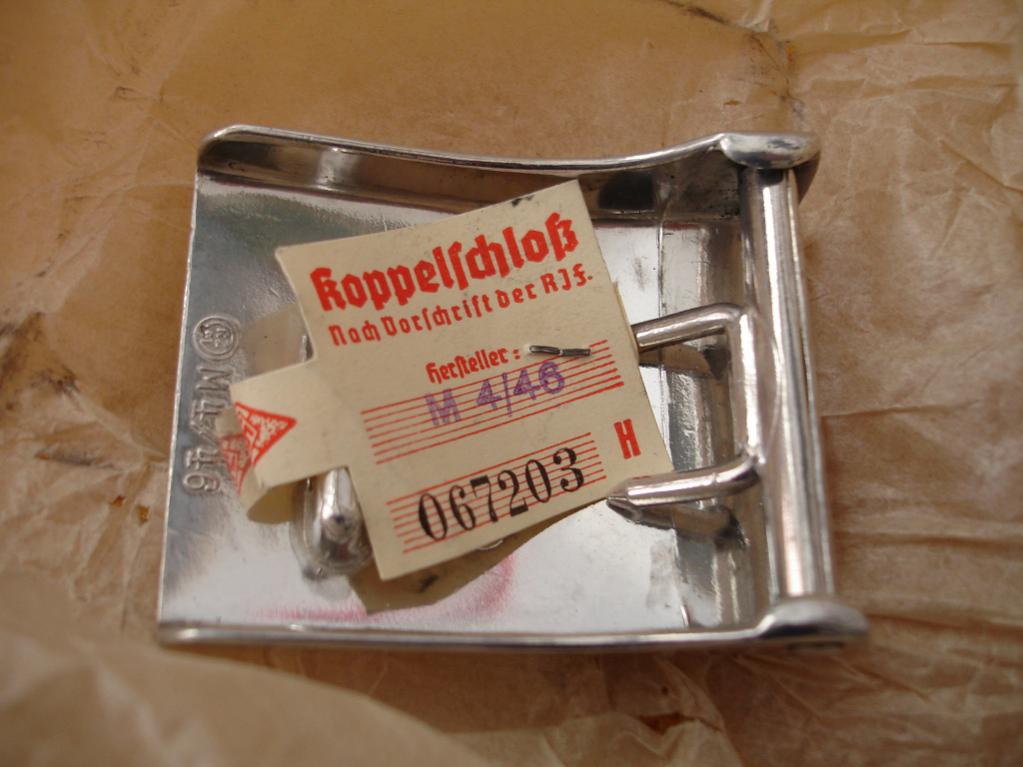 Koppelschloß
Nach Vorschrift der RJF.
Hersteller:
M 4/46
067203
H
M4/46